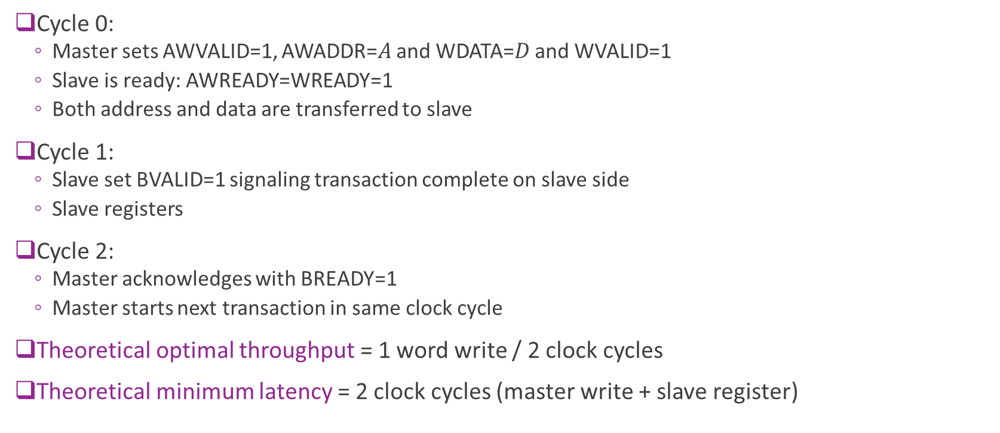 ❑Cycle 0:
◦ Master sets AWVALID=1, AWADDR=A and WDATA=D and WVALID=1
◦ Slave is ready: AWREADY=WREADY=1
◦ Both address and data are transferred to slave
❑Cycle 1:
◦ Slave set BVALID=1 signaling transaction complete on slave side
◦ Slave registers
❑Cycle 2:
◦ Master acknowledges with BREADY=1
◦ Master starts next transaction in same clock cycle
❑Theoretical optimal throughput = 1 word write / 2 clock cycles
❑Theoretical minimum latency = 2 clock cycles (master write + slave register)